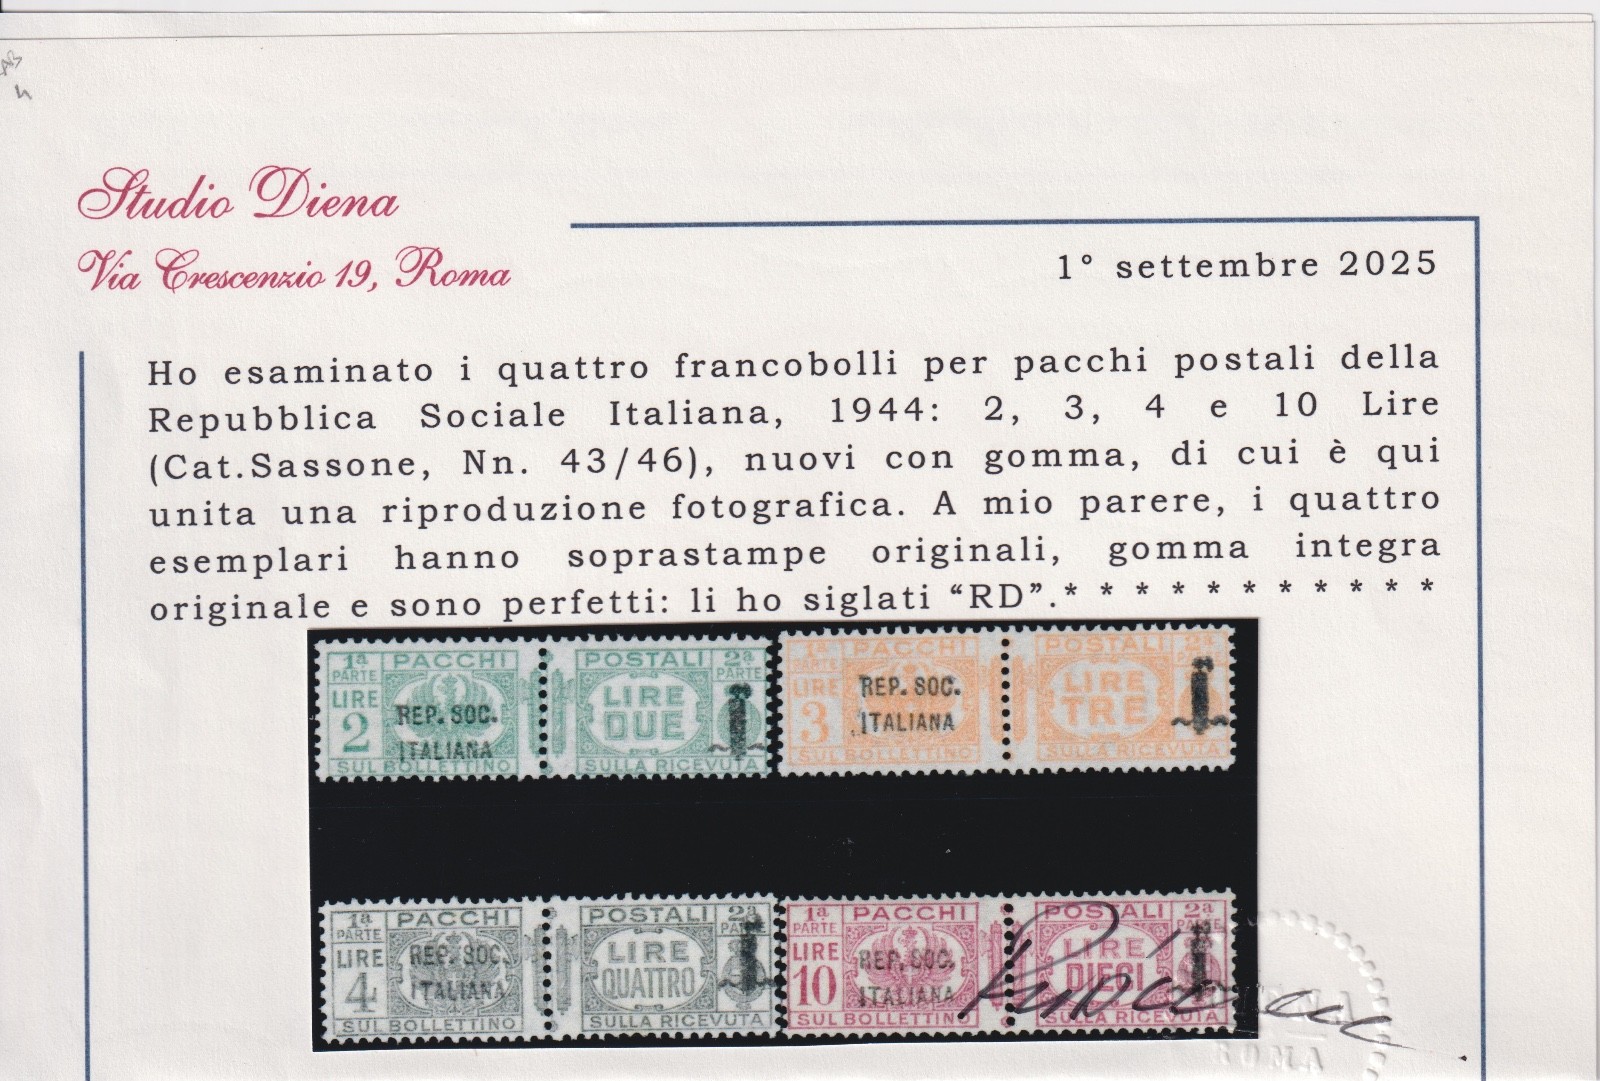 Studio Diena
Via Crescenzio 19, Roma
1° settembre 2025
Ho esaminato i quattro francobolli per pacchi postali della
Repubblica Sociale Italiana, 1944: 2, 3, 4 e 10 Lire
(Cat.Sassone, Nn. 43/46), nuovi con gomma, di cui è qui
unita una riproduzione fotografica. A mio parere, i quattro
esemplari hanno soprastampe originali, gomma integra
originale e sono perfetti: li ho siglati “RD”.* * * * * * * * * * *
1a PARTE PACCHI POSTALI 2a PARTE
LIRE 2 LIRE DUE
REP. SOC.
ITALIANA
SUL BOLLETTINO SULLA RICEVUTA
1a PARTE PACCHI POSTALI 2a
LIRE 3 LIRE TRE
REP. SOC.
ITALIANA
SUL BOLLETTINO SULLA RICEVUTA
1a PARTE PACCHI POSTALI 2a
LIRE 4 LIRE QUATTRO
REP. SOC.
ITALIANA
SUL BOLLETTINO SULLA RICEVUTA
1a PARTE PACCHI POSTALI 2a PARTE
LIRE 10 LIRE DIECI
REP. SOC.
ITALIANA
SUL BOLLETTINO SULLA RICEVUTA
ROMA